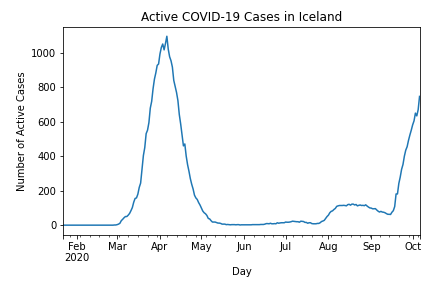 Active COVID-19 Cases in Iceland
Number of Active Cases
1000
800
600
400
200
0
Feb Mar Apr May Jun Jul Aug Sep Oct
2020
Day